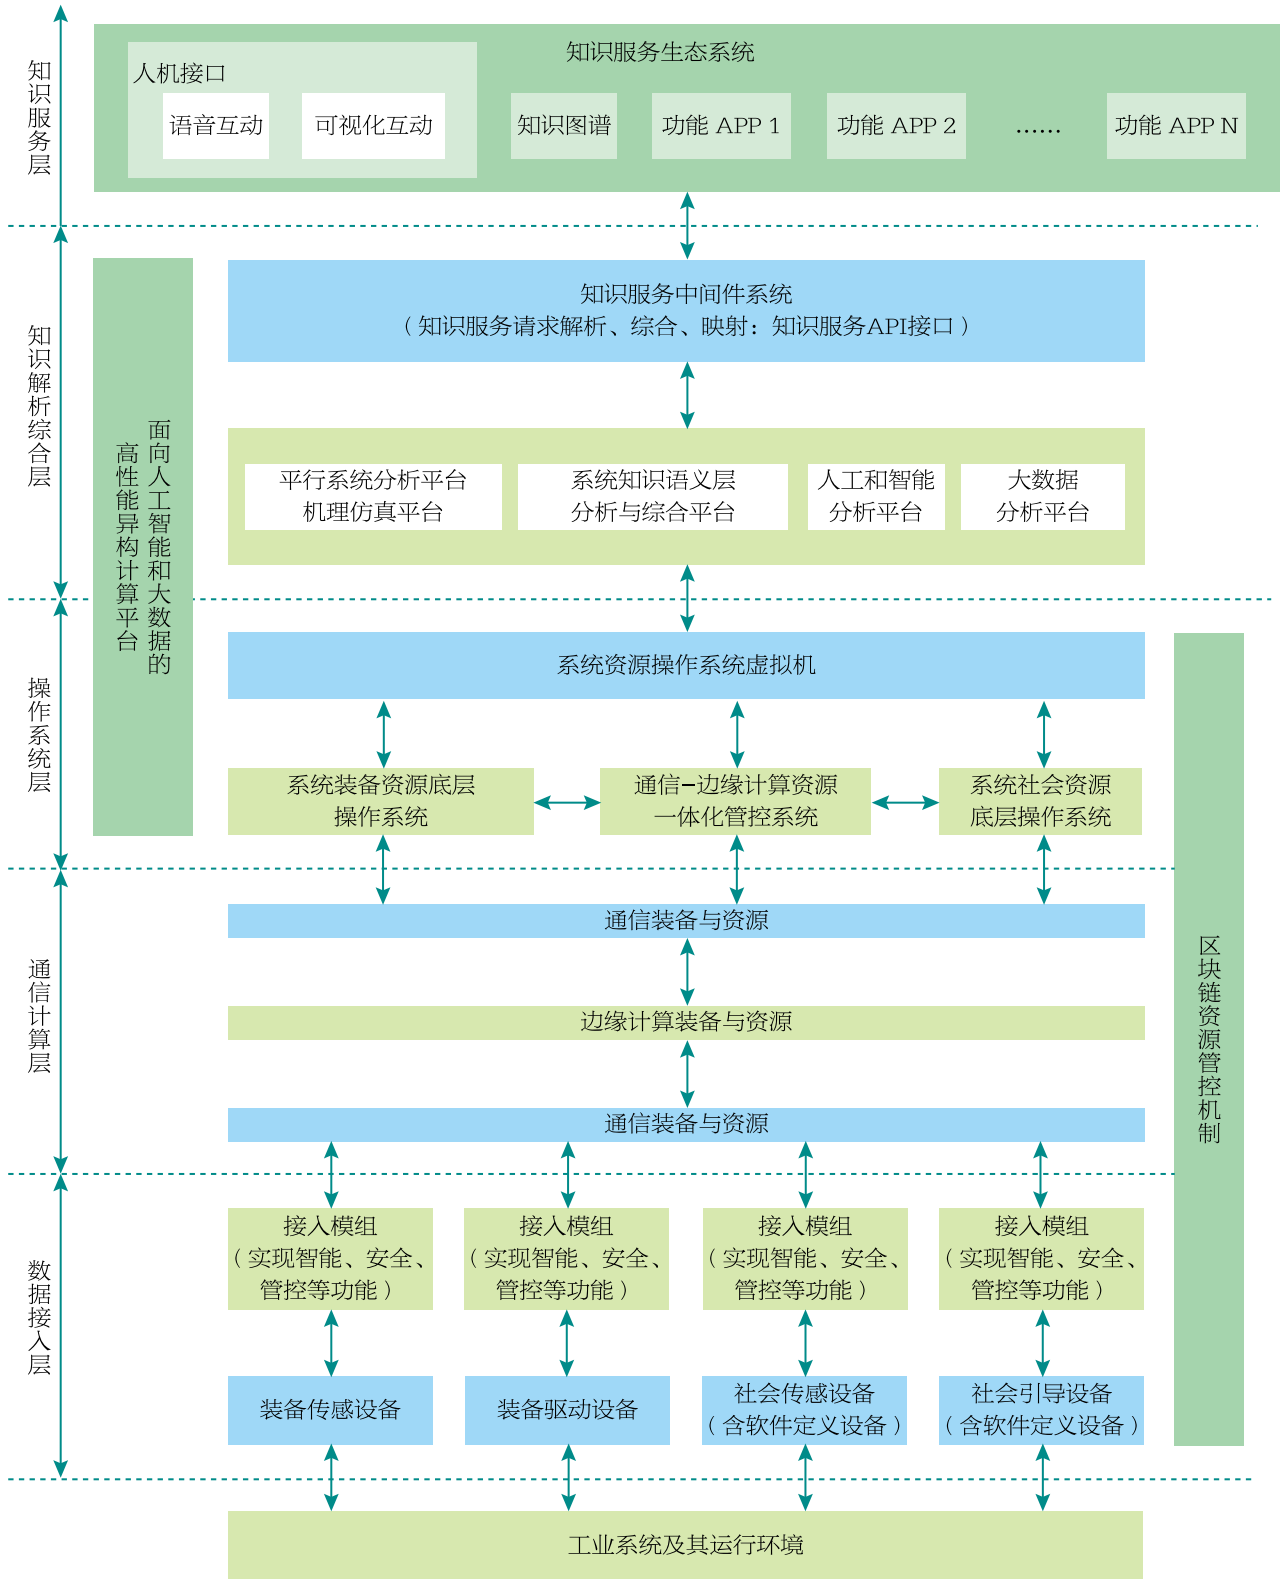 知识服务层
知识服务生态系统
人机接口
语音互动
可视化互动
知识图谱
功能 APP 1
功能 APP 2
......
功能 APP N
知识解析综合层
面向人工智能和大数据的
高性能异构计算平台
知识服务中间件系统
（知识服务请求解析、综合、映射：知识服务API接口）
平行系统分析平台
机理仿真平台
系统知识语义层
分析与综合平台
人工和智能
分析平台
大数据
分析平台
操作系统层
系统资源操作系统虚拟机
系统装备资源底层
操作系统
通信–边缘计算资源
一体化管控系统
系统社会资源
底层操作系统
区块链资源管控机制
通信计算层
通信装备与资源
边缘计算装备与资源
通信装备与资源
数据接入层
接入模组
（实现智能、安全、
管控等功能）
接入模组
（实现智能、安全、
管控等功能）
接入模组
（实现智能、安全、
管控等功能）
接入模组
（实现智能、安全、
管控等功能）
装备传感设备
装备驱动设备
社会传感设备
（含软件定义设备）
社会引导设备
（含软件定义设备）
工业系统及其运行环境